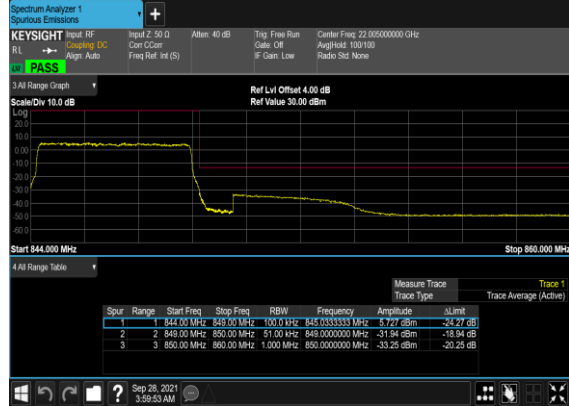 Spectrum Analyzer 1
Spurious Emissions
+
KEYSIGHT Input: RF Input Z: 50 Ω Atten: 40 dB Trig: Free Run Center Freq: 22.005000000 GHz
R L Coupling: DC Corr CCorr Gate: Off Avg|Hold: 100/100
Align: Auto Freq Ref: Int (S) IF Gain: Low Radio Std: None
LV PASS
3 All Range Graph
Ref Lvl Offset 4.00 dB
Scale/Div 10.0 dB Ref Value 30.00 dBm
Log
20.0
10.0
0.00
-10.0
-20.0
-30.0
-40.0
-50.0
-60.0
Start 844.000 MHz Stop 860.000 MHz
4 All Range Table
Measure Trace Trace 1
Trace Type Trace Average (Active)
Spur Range Start Freq Stop Freq RBW Frequency Amplitude ΔLimit
1 1 844.00 MHz 849.00 MHz 100.0 kHz 845.0333333 MHz 5.727 dBm -24.27 dB
2 2 849.00 MHz 850.00 MHz 51.00 kHz 849.0000000 MHz -31.94 dBm -18.94 dB
3 3 850.00 MHz 860.00 MHz 1.000 MHz 850.0000000 MHz -33.25 dBm -20.25 dB
? Sep 28, 2021
3:59:53 AM